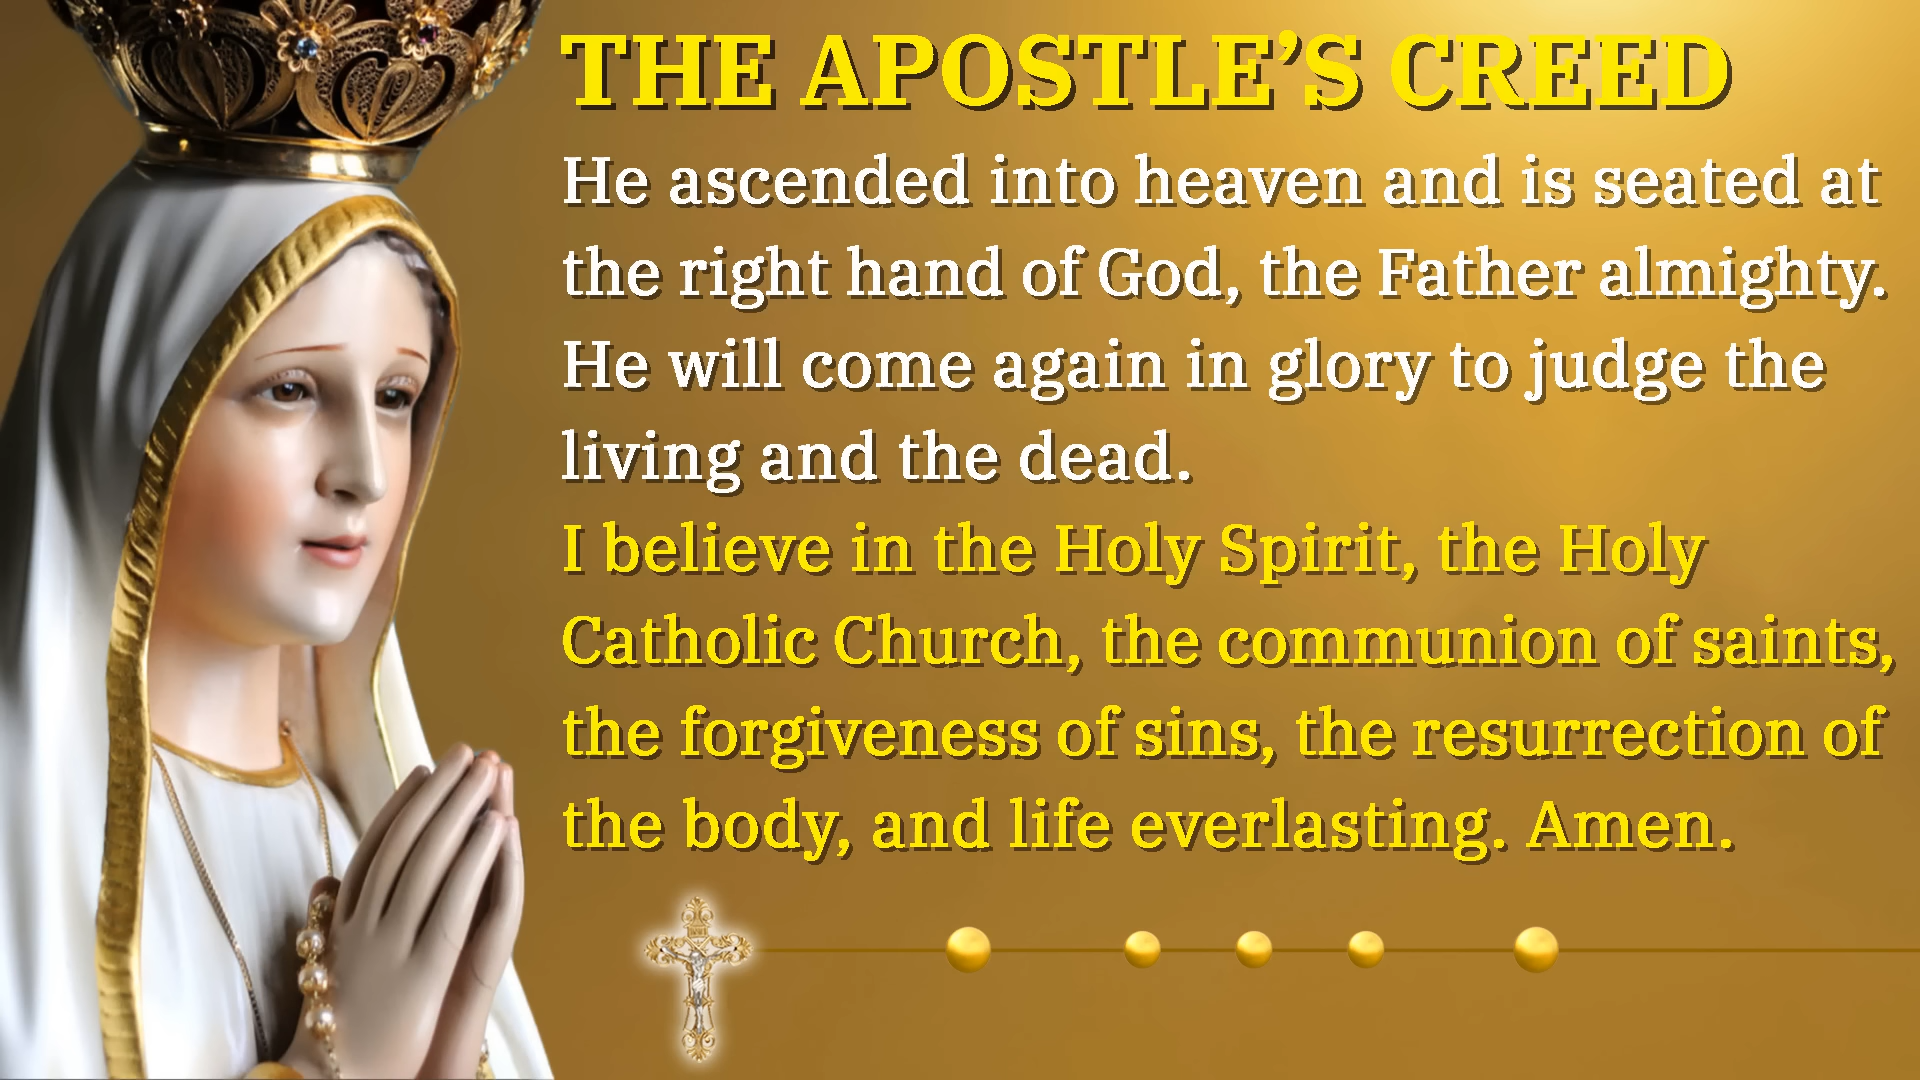 THE APOSTLE’S CREED
He ascended into heaven and is seated at
the right hand of God, the Father almighty.
He will come again in glory to judge the
living and the dead.
I believe in the Holy Spirit, the Holy
Catholic Church, the communion of saints,
the forgiveness of sins, the resurrection of
the body, and life everlasting. Amen.